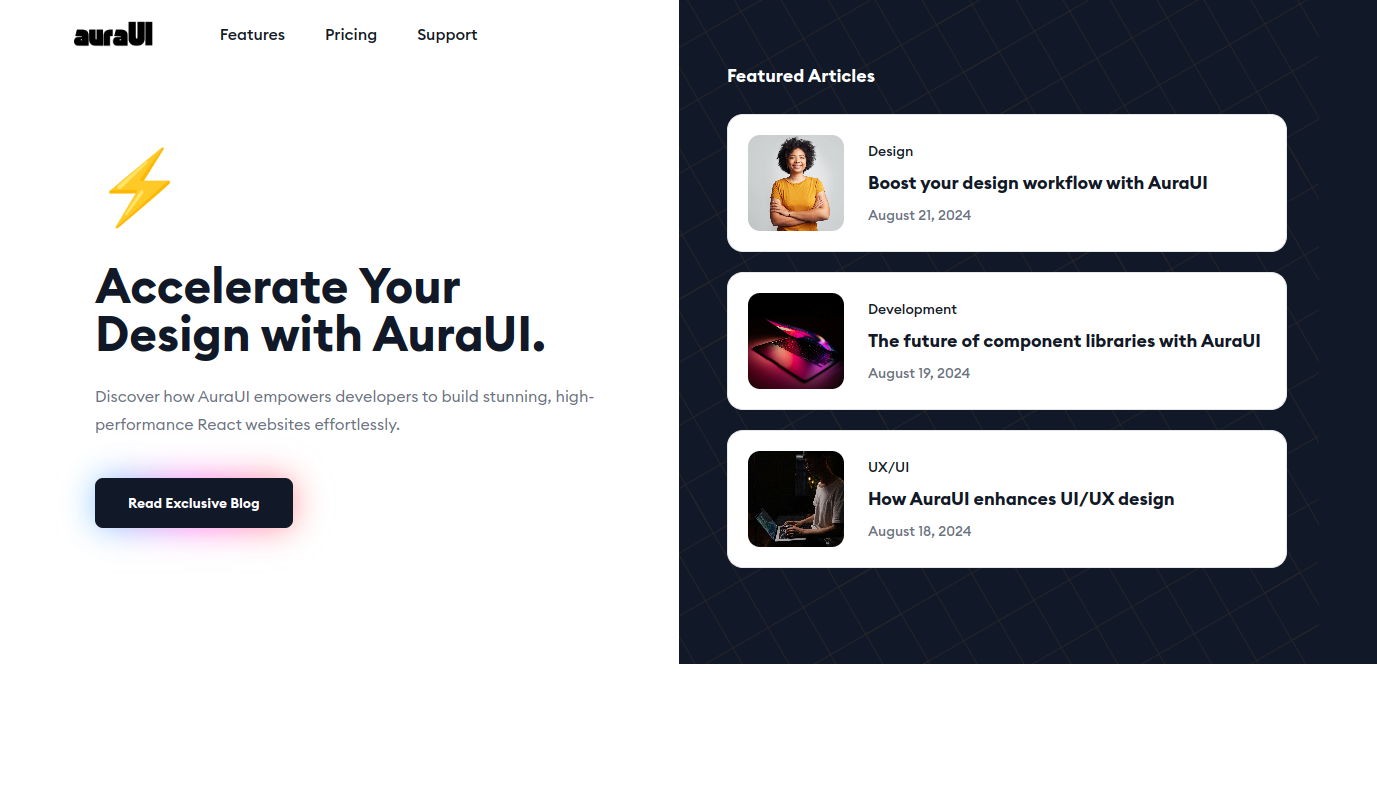 auraUI
Features
Pricing
Support
Accelerate Your
Design with AuraUI.
Discover how AuraUI empowers developers to build stunning, high-
performance React websites effortlessly.
Read Exclusive Blog
Featured Articles
Design
Boost your design workflow with AuraUI
August 21, 2024
Development
The future of component libraries with AuraUI
August 19, 2024
UX/UI
How AuraUI enhances UI/UX design
August 18, 2024